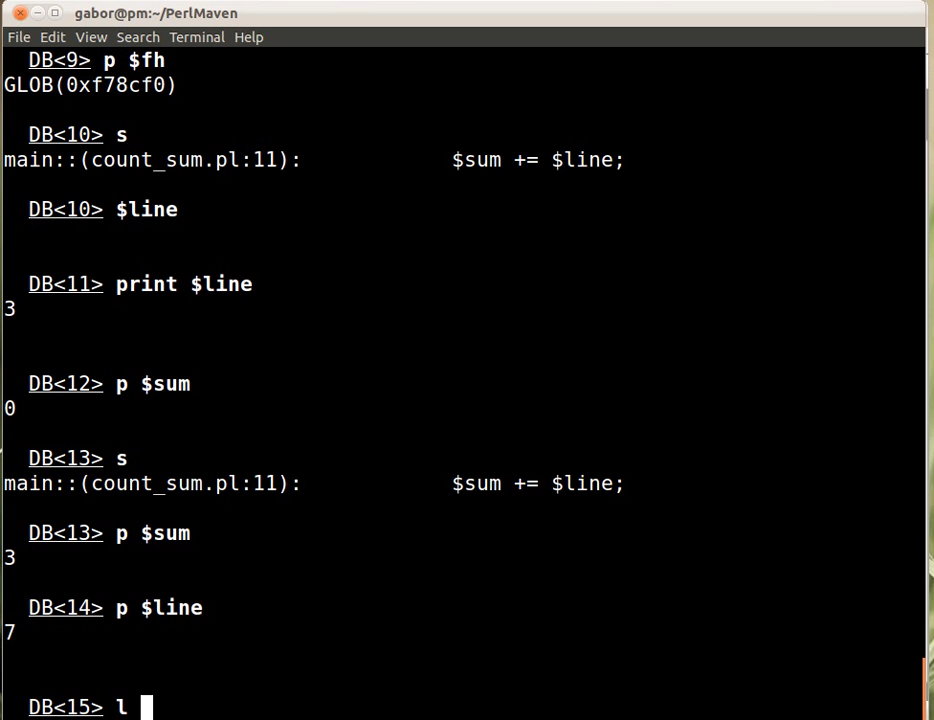 gabor@pm:~/PerlMaven
File Edit View Search Terminal Help
DB<9> p $fh
GLOB(0xf78cf0)
DB<10> s
main::(count_sum.pl:11): $sum += $line;
DB<10> $line
DB<11> print $line
3
DB<12> p $sum
0
DB<13> s
main::(count_sum.pl:11): $sum += $line;
DB<13> p $sum
3
DB<14> p $line
7
DB<15> l